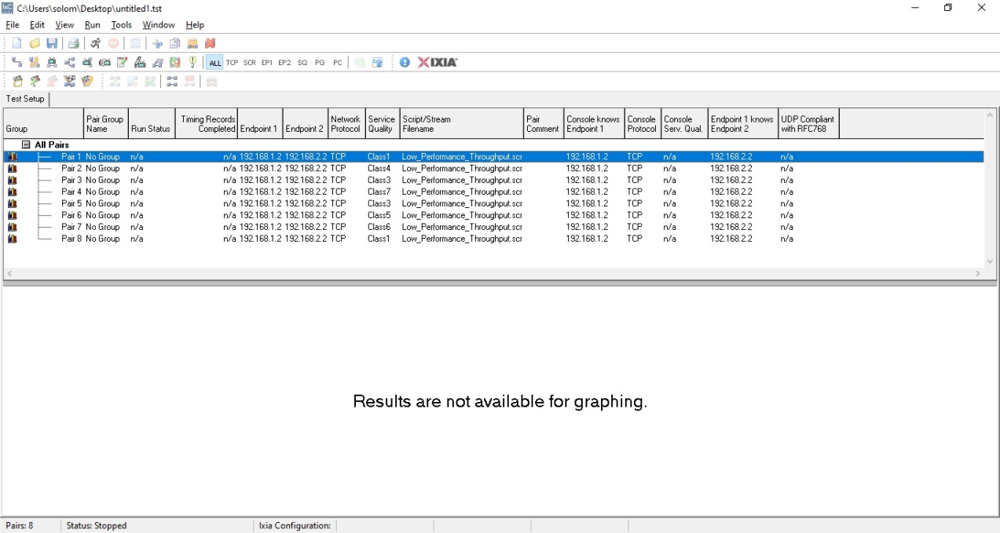 C:\Users\solom\Desktop\untitled1.tst
File Edit View Run Tools Window Help
ALL TCP SCR EP1 EP2 SQ PG PC XIXIA
Test Setup
Group Pair Group Name Run Status Timing Records Completed Endpoint 1 Endpoint 2 Network Protocol Service Quality Script/Stream Filename Pair Comment Console knows Endpoint 1 Console Protocol Console Serv. Qual. Endpoint 1 knows Endpoint 2 UDP Compliant with RFC768
All Pairs
Pair 1 No Group n/a n/a 192.168.1.2 192.168.2.2 TCP Class1 Low_Performance_Throughput.scr 192.168.1.2 TCP n/a 192.168.2.2 n/a
Pair 2 No Group n/a n/a 192.168.1.2 192.168.2.2 TCP Class4 Low_Performance_Throughput.scr 192.168.1.2 TCP n/a 192.168.2.2 n/a
Pair 3 No Group n/a n/a 192.168.1.2 192.168.2.2 TCP Class3 Low_Performance_Throughput.scr 192.168.1.2 TCP n/a 192.168.2.2 n/a
Pair 4 No Group n/a n/a 192.168.1.2 192.168.2.2 TCP Class7 Low_Performance_Throughput.scr 192.168.1.2 TCP n/a 192.168.2.2 n/a
Pair 5 No Group n/a n/a 192.168.1.2 192.168.2.2 TCP Class3 Low_Performance_Throughput.scr 192.168.1.2 TCP n/a 192.168.2.2 n/a
Pair 6 No Group n/a n/a 192.168.1.2 192.168.2.2 TCP Class5 Low_Performance_Throughput.scr 192.168.1.2 TCP n/a 192.168.2.2 n/a
Pair 7 No Group n/a n/a 192.168.1.2 192.168.2.2 TCP Class6 Low_Performance_Throughput.scr 192.168.1.2 TCP n/a 192.168.2.2 n/a
Pair 8 No Group n/a n/a 192.168.1.2 192.168.2.2 TCP Class1 Low_Performance_Throughput.scr 192.168.1.2 TCP n/a 192.168.2.2 n/a
Results are not available for graphing.
Pairs: 8 Status: Stopped Ixia Configuration: